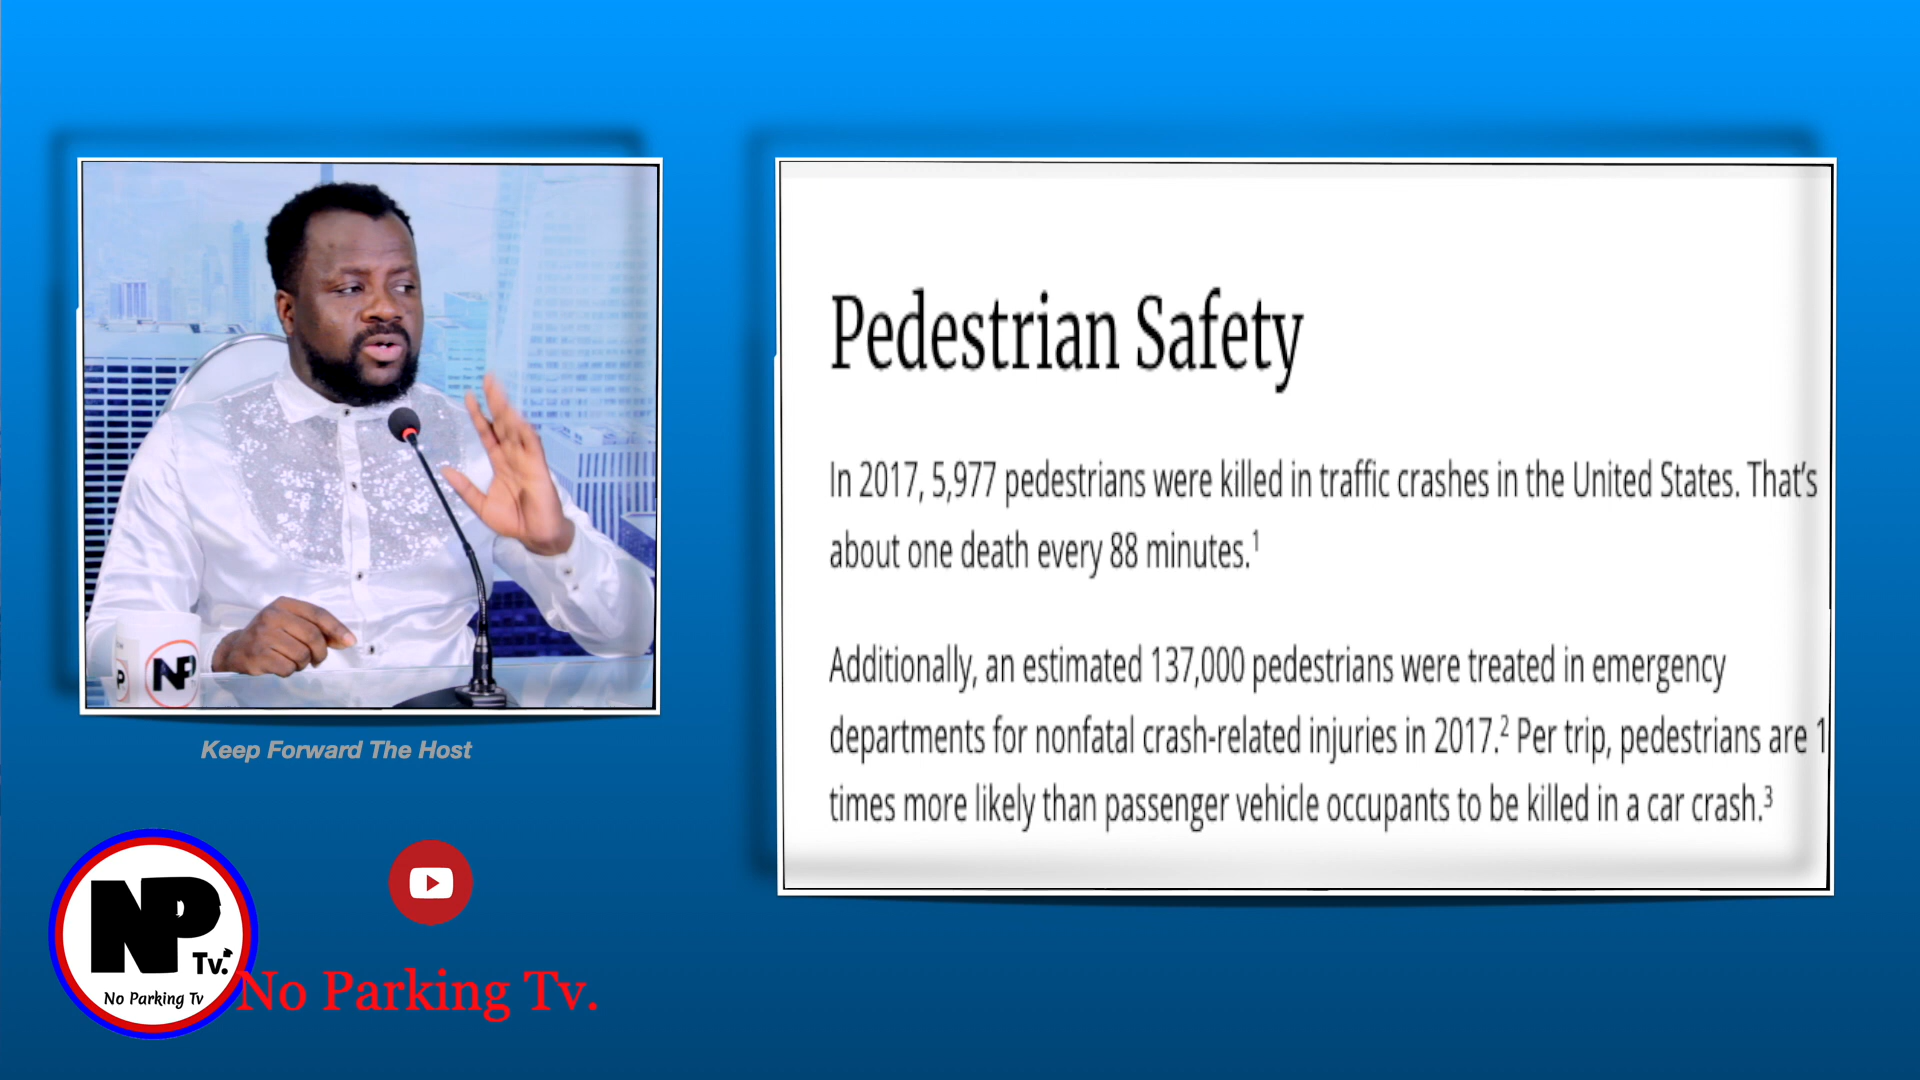 Pedestrian Safety
In 2017, 5,977 pedestrians were killed in traffic crashes in the United States. That's
about one death every 88 minutes.1
Additionally, an estimated 137,000 pedestrians were treated in emergency
departments for nonfatal crash-related injuries in 2017.2 Per trip, pedestrians are 1
times more likely than passenger vehicle occupants to be killed in a car crash.3
NP
Keep Forward The Host
NP
Tv.
No Parking Tv
No Parking Tv.